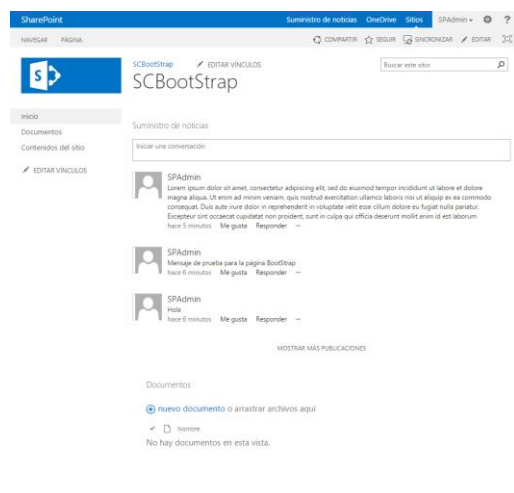 SharePoint Suministro de noticias OneDrive Sitios SPAdmin ?
NAVEGAR PÁGINA COMPARTIR SEGUIR SINCRONIZAR EDITAR
S
SCBootStrap EDITAR VÍNCULOS
Buscar este sitio
SCBootStrap
Inicio
Documentos
Contenidos del sitio
EDITAR VÍNCULOS
Suministro de noticias
Iniciar una conversación
SPAdmin
Lorem ipsum dolor sit amet, consectetur adipiscing elit, sed do eiusmod tempor incididunt ut labore et dolore
magna aliqua. Ut enim ad minim veniam, quis nostrud exercitation ullamco laboris nisi ut aliquip ex ea commodo
consequat. Duis aute irure dolor in reprehenderit in voluptate velit esse cillum dolore eu fugiat nulla pariatur.
Excepteur sint occaecat cupidatat non proident, sunt in culpa qui officia deserunt mollit anim id est laborum
hace 5 minutos Me gusta Responder ···
SPAdmin
Mensaje de prueba para la página BootStrap
hace 6 minutos Me gusta Responder ···
SPAdmin
Hola
hace 6 minutos Me gusta Responder ···
MOSTRAR MÁS PUBLICACIONES
Documentos
nuevo documento o arrastrar archivos aquí
Nombre
No hay documentos en esta vista.